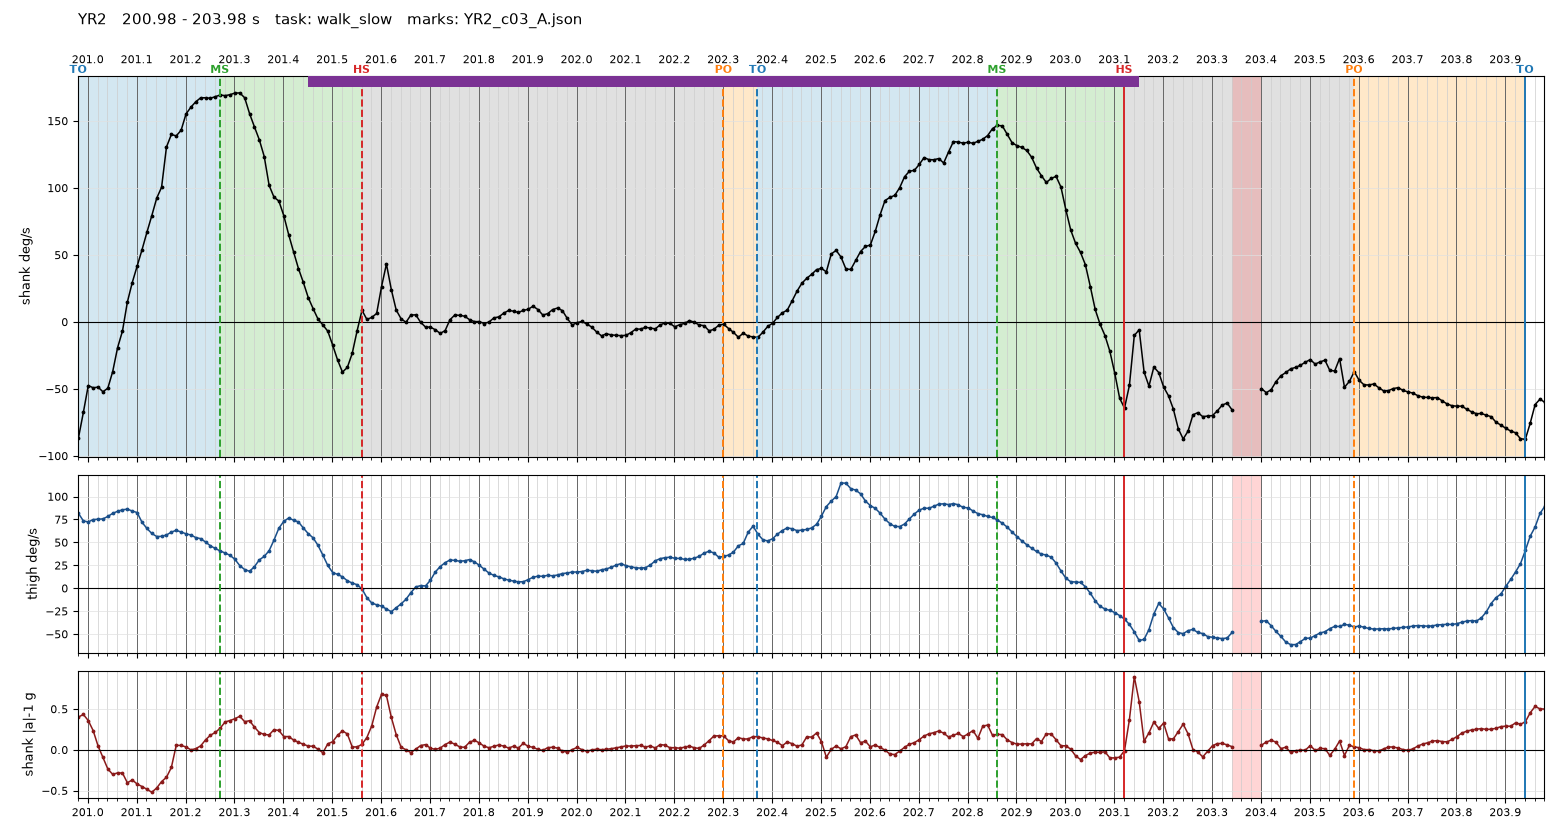 YR2 200.98 - 203.98 s task: walk_slow marks: YR2_c03_A.json
201.0 201.1 201.2 201.3 201.4 201.5 201.6 201.7 201.8 201.9 202.0 202.1 202.2 202.3 202.4 202.5 202.6 202.7 202.8 202.9 203.0 203.1 203.2 203.3 203.4 203.5 203.6 203.7 203.8 203.9
TO MS HS PO TO MS HS PO TO
150
100
50
0
−50
−100
shank deg/s
100
75
50
25
0
−25
−50
thigh deg/s
0.5
0.0
−0.5
shank |a|-1 g
201.0 201.1 201.2 201.3 201.4 201.5 201.6 201.7 201.8 201.9 202.0 202.1 202.2 202.3 202.4 202.5 202.6 202.7 202.8 202.9 203.0 203.1 203.2 203.3 203.4 203.5 203.6 203.7 203.8 203.9